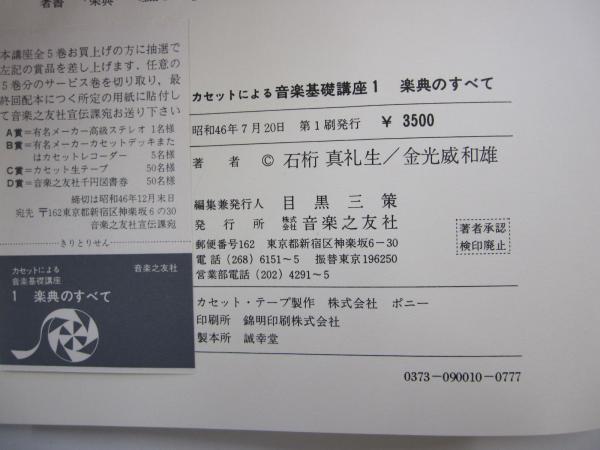 本講座全5巻お買上げの方に抽選で
左記の賞品を差し上げます、任意の
5巻分のサービス巻を切り取り、最
終回配本につく所定の用紙に貼付し
て音楽之友社宣伝課宛お送り下さい
A賞=有名メーカー高級ステレオ 1名様
B賞=有名メーカーカセットデッキまた
はカセットレコーダー 5名様
C賞=カセット生テープ 50名様
D賞=音楽之友社千円図書券 50名様
締切は昭和46年12月末日
宛先 〒162東京都新宿区神楽坂6の30
音楽之友社宣伝課宛
きりとりせん
カセットによる
音楽基礎講座
音楽之友社
1 楽典のすべて
カセットによる音楽基礎講座1 楽典のすべて
昭和46年7月20日 第1刷発行 ¥3500
著者 © 石桁真礼生/金光威和雄
編集兼発行人 目黒三策
発行所 株式会社 音楽之友社
郵便番号162 東京都新宿区神楽坂6-30
電話(268)6151~5 振替東京196250
営業部電話(202)4291~5
著者承認
検印廃止
カセット・テープ製作 株式会社 ポニー
印刷所 錦明印刷株式会社
製本所 誠幸堂
0373-090010-0777